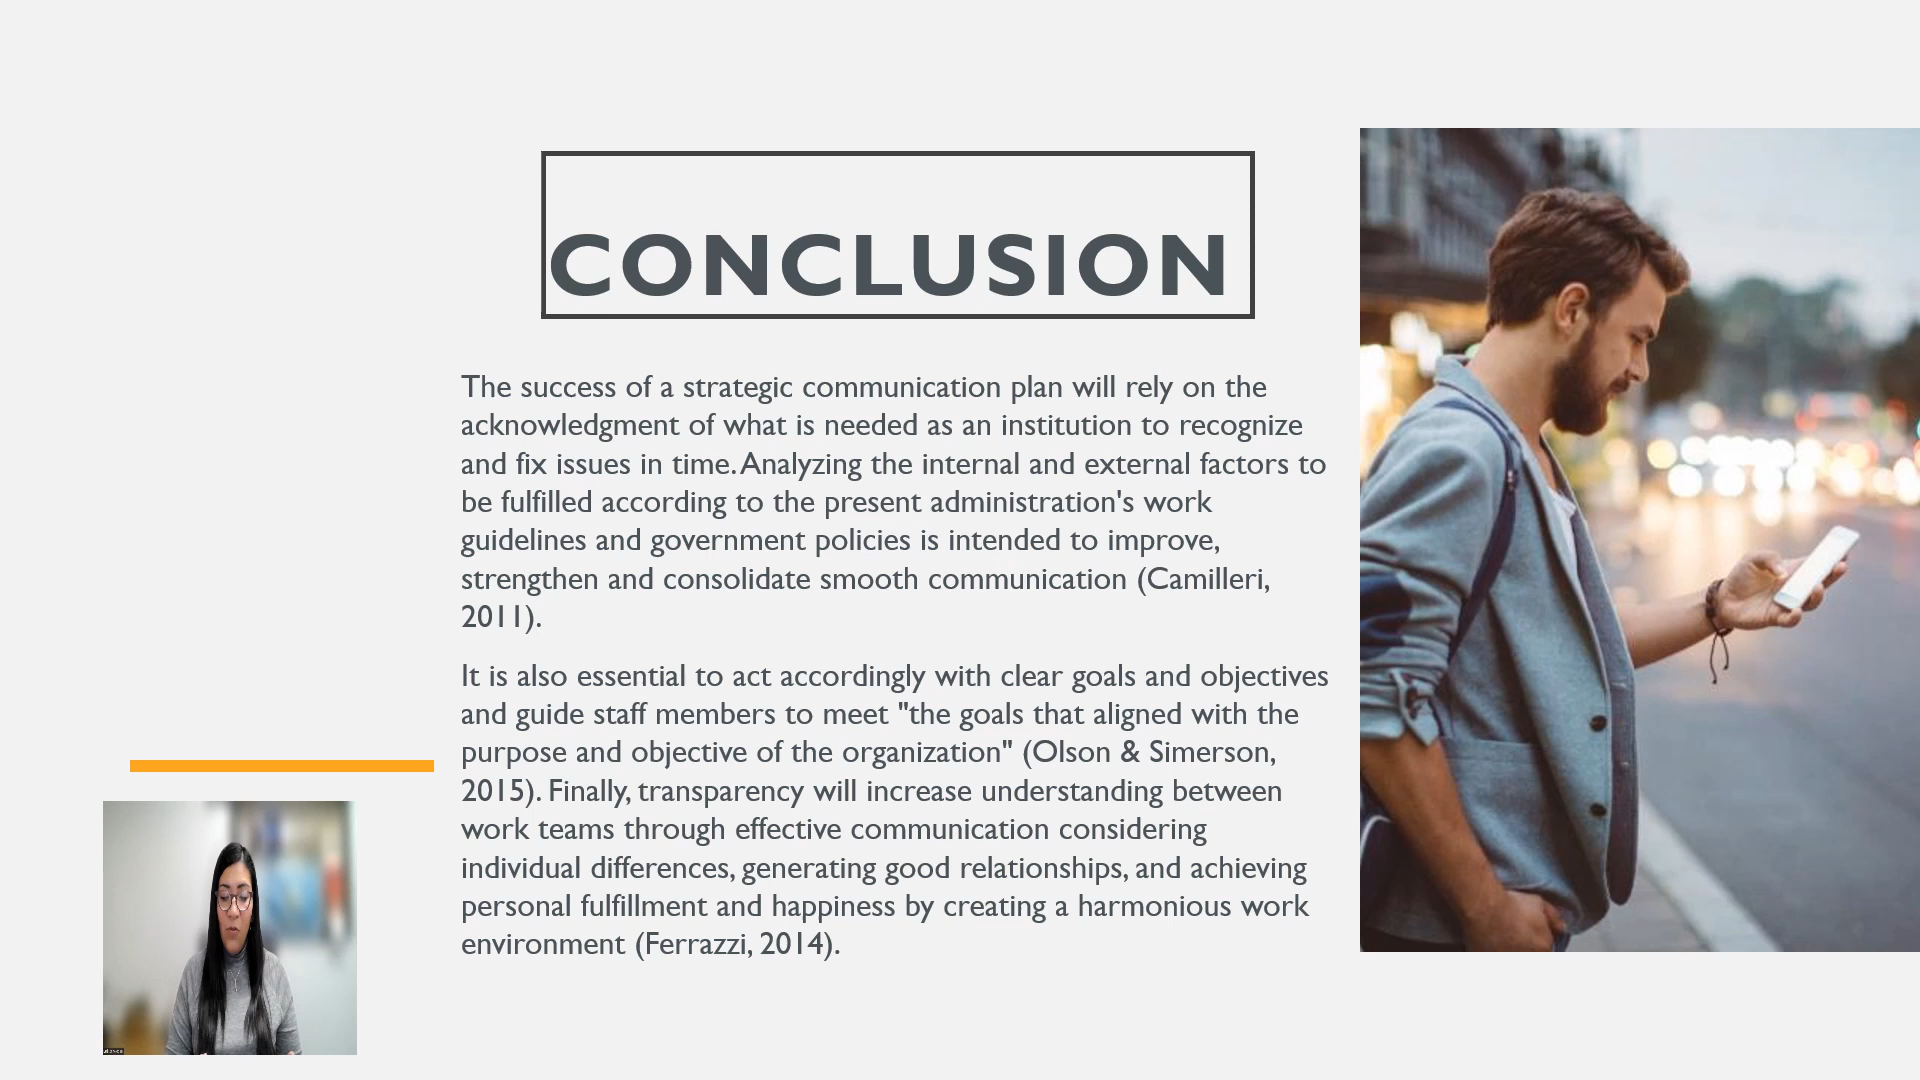 CONCLUSION
The success of a strategic communication plan will rely on the
acknowledgment of what is needed as an institution to recognize
and fix issues in time. Analyzing the internal and external factors to
be fulfilled according to the present administration's work
guidelines and government policies is intended to improve,
strengthen and consolidate smooth communication (Camilleri,
2011).
It is also essential to act accordingly with clear goals and objectives
and guide staff members to meet "the goals that aligned with the
purpose and objective of the organization" (Olson & Simerson,
2015). Finally, transparency will increase understanding between
work teams through effective communication considering
individual differences, generating good relationships, and achieving
personal fulfillment and happiness by creating a harmonious work
environment (Ferrazzi, 2014).